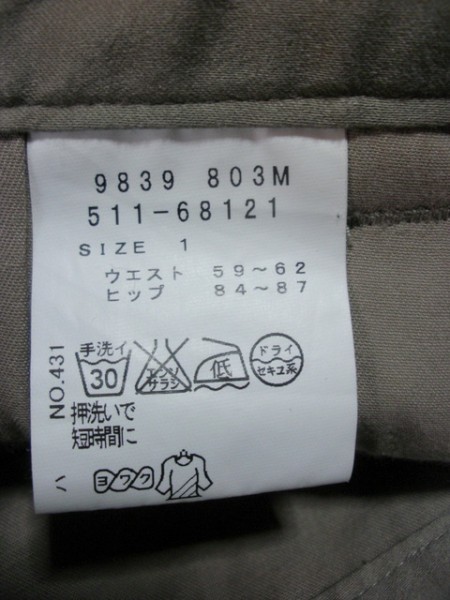 9839 803M
511-68121
SIZE 1
ウエスト 59~62
ヒップ 84~87
NO.431
手洗イ
30
エンソ
サラシ
低
ドライ
セキユ系
押洗いで
短時間に
ハ
ヨワク